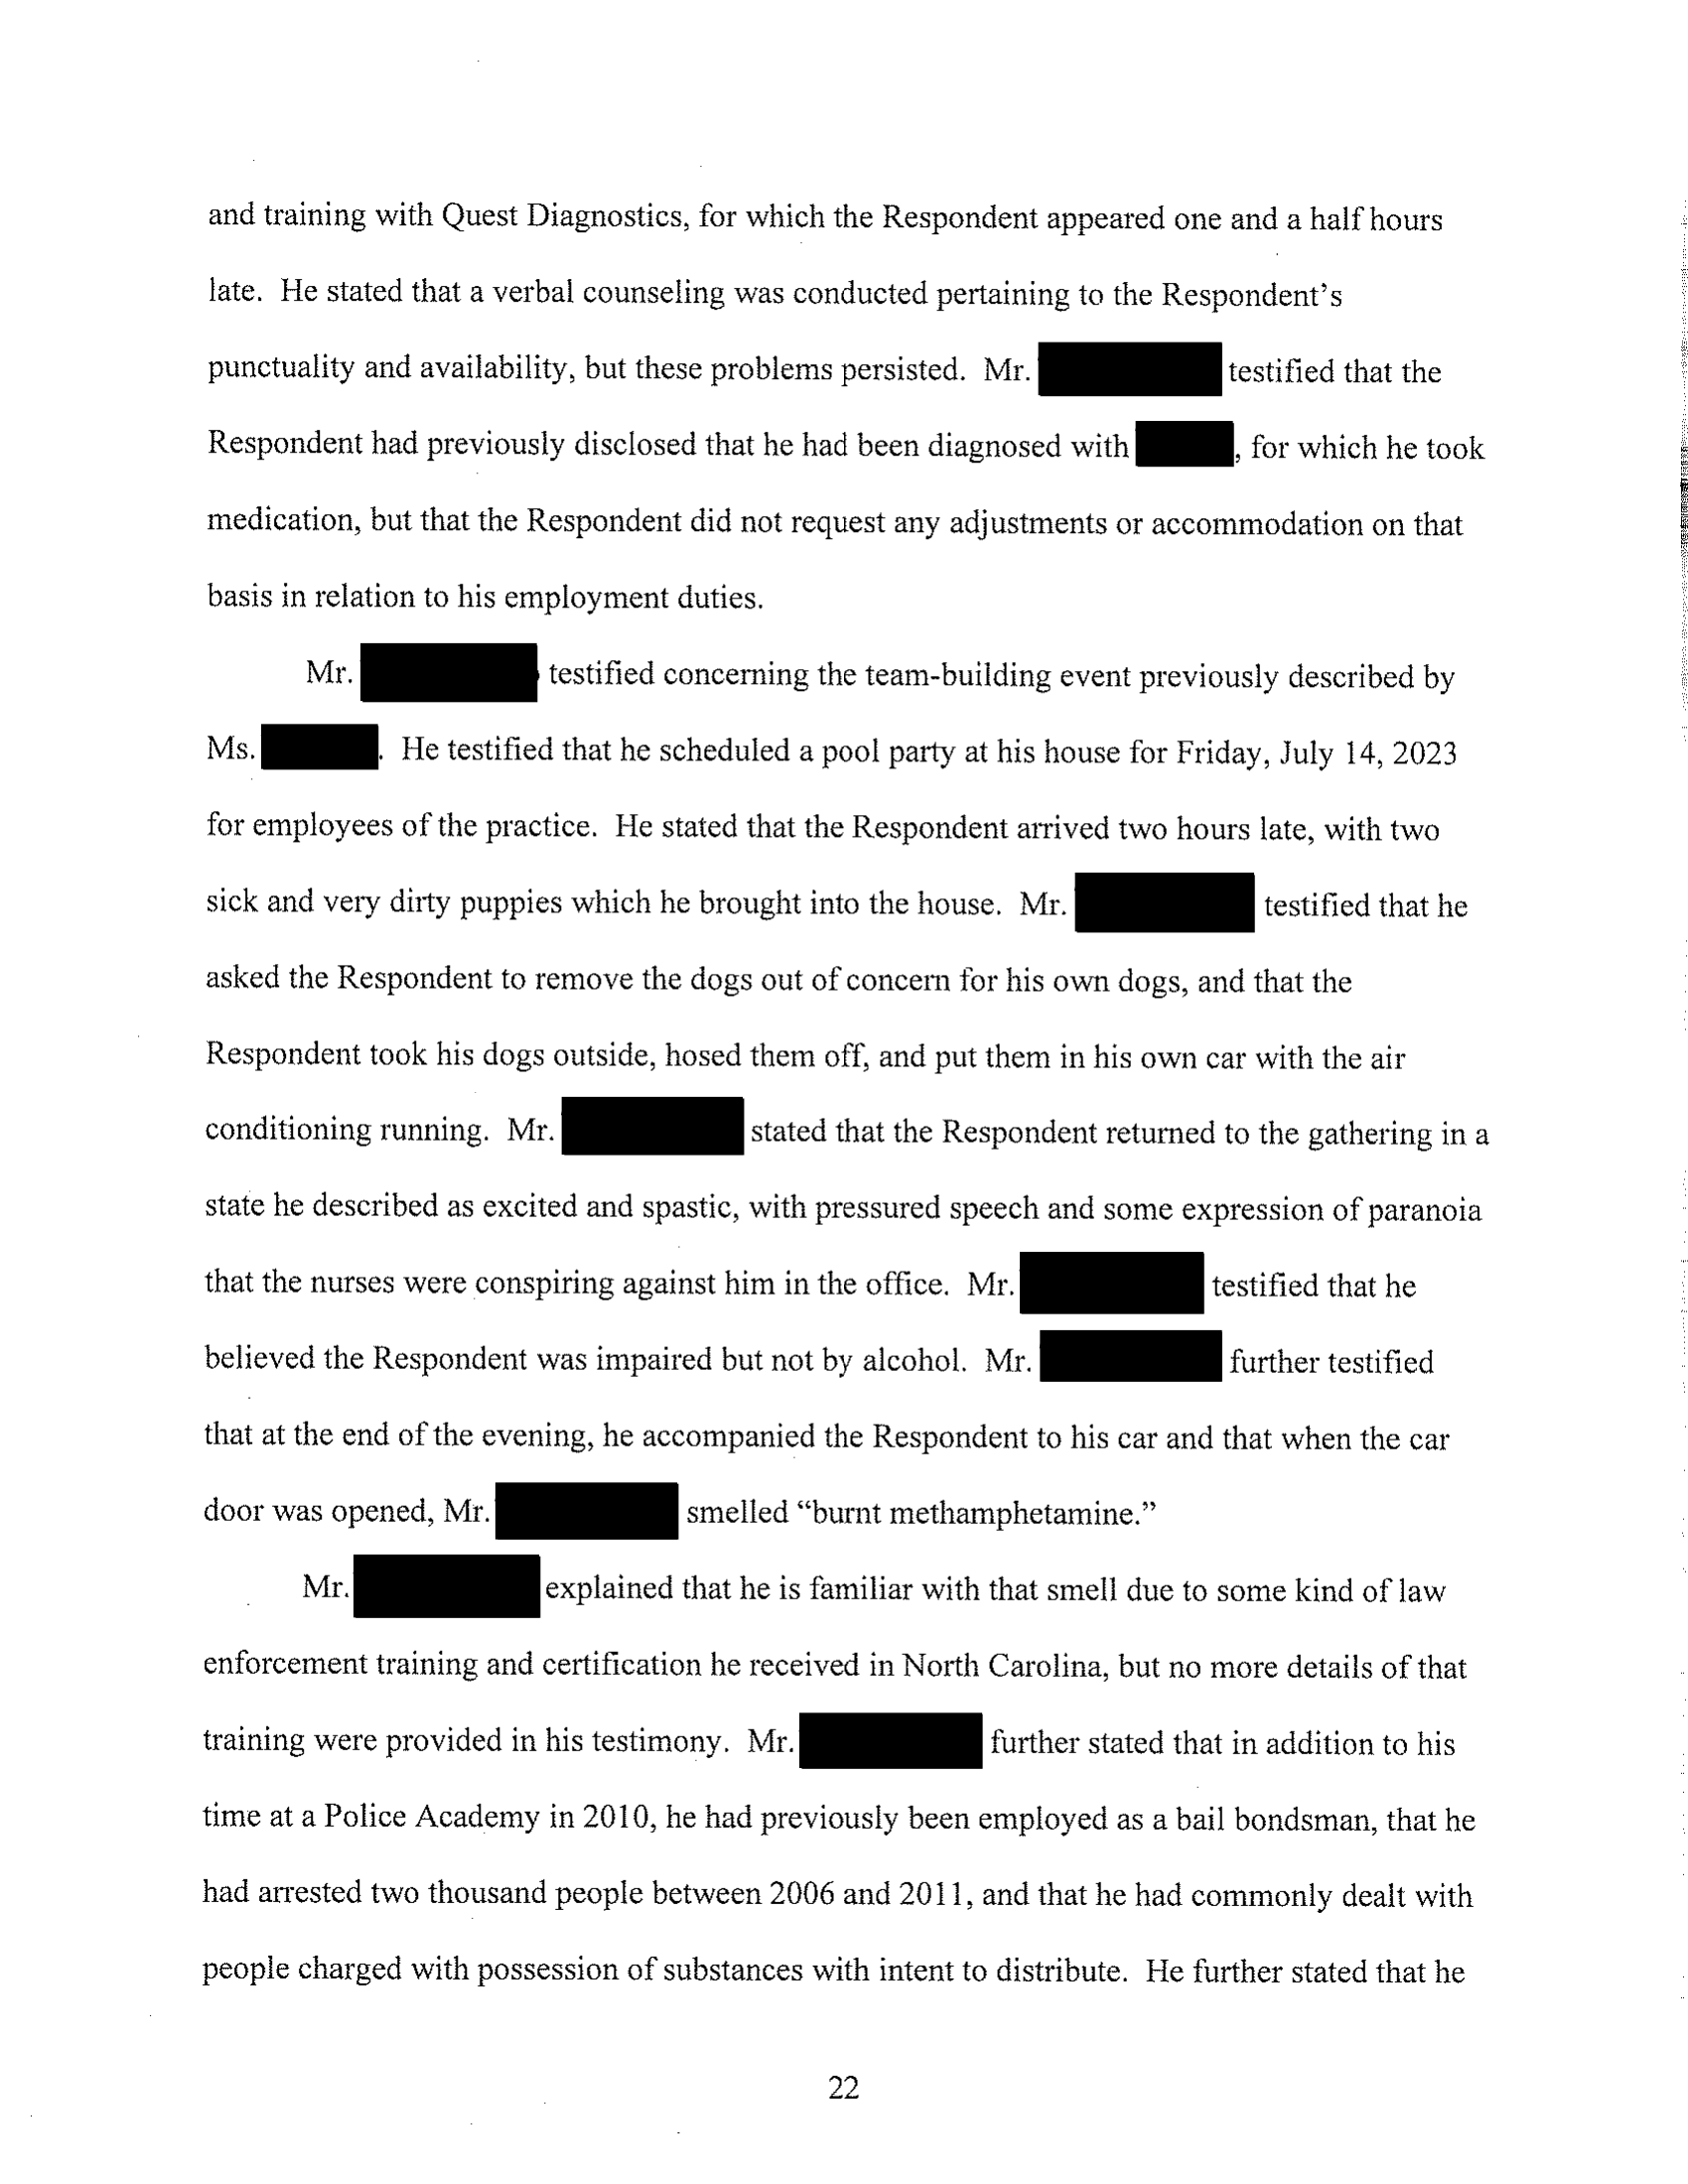 and training with Quest Diagnostics, for which the Respondent appeared one and a half hours
late. He stated that a verbal counseling was conducted pertaining to the Respondent's
punctuality and availability, but these problems persisted. Mr. testified that the
Respondent had previously disclosed that he had been diagnosed with , for which he took
medication, but that the Respondent did not request any adjustments or accommodation on that
basis in relation to his employment duties.
Mr. testified concerning the team-building event previously described by
Ms. . He testified that he scheduled a pool party at his house for Friday, July 14, 2023
for employees of the practice. He stated that the Respondent arrived two hours late, with two
sick and very dirty puppies which he brought into the house. Mr. testified that he
asked the Respondent to remove the dogs out of concern for his own dogs, and that the
Respondent took his dogs outside, hosed them off, and put them in his own car with the air
conditioning running. Mr. stated that the Respondent returned to the gathering in a
state he described as excited and spastic, with pressured speech and some expression of paranoia
that the nurses were conspiring against him in the office. Mr. testified that he
believed the Respondent was impaired but not by alcohol. Mr. further testified
that at the end of the evening, he accompanied the Respondent to his car and that when the car
door was opened, Mr. smelled “burnt methamphetamine.”
Mr. explained that he is familiar with that smell due to some kind of law
enforcement training and certification he received in North Carolina, but no more details of that
training were provided in his testimony. Mr. further stated that in addition to his
time at a Police Academy in 2010, he had previously been employed as a bail bondsman, that he
had arrested two thousand people between 2006 and 2011, and that he had commonly dealt with
people charged with possession of substances with intent to distribute. He further stated that he
22